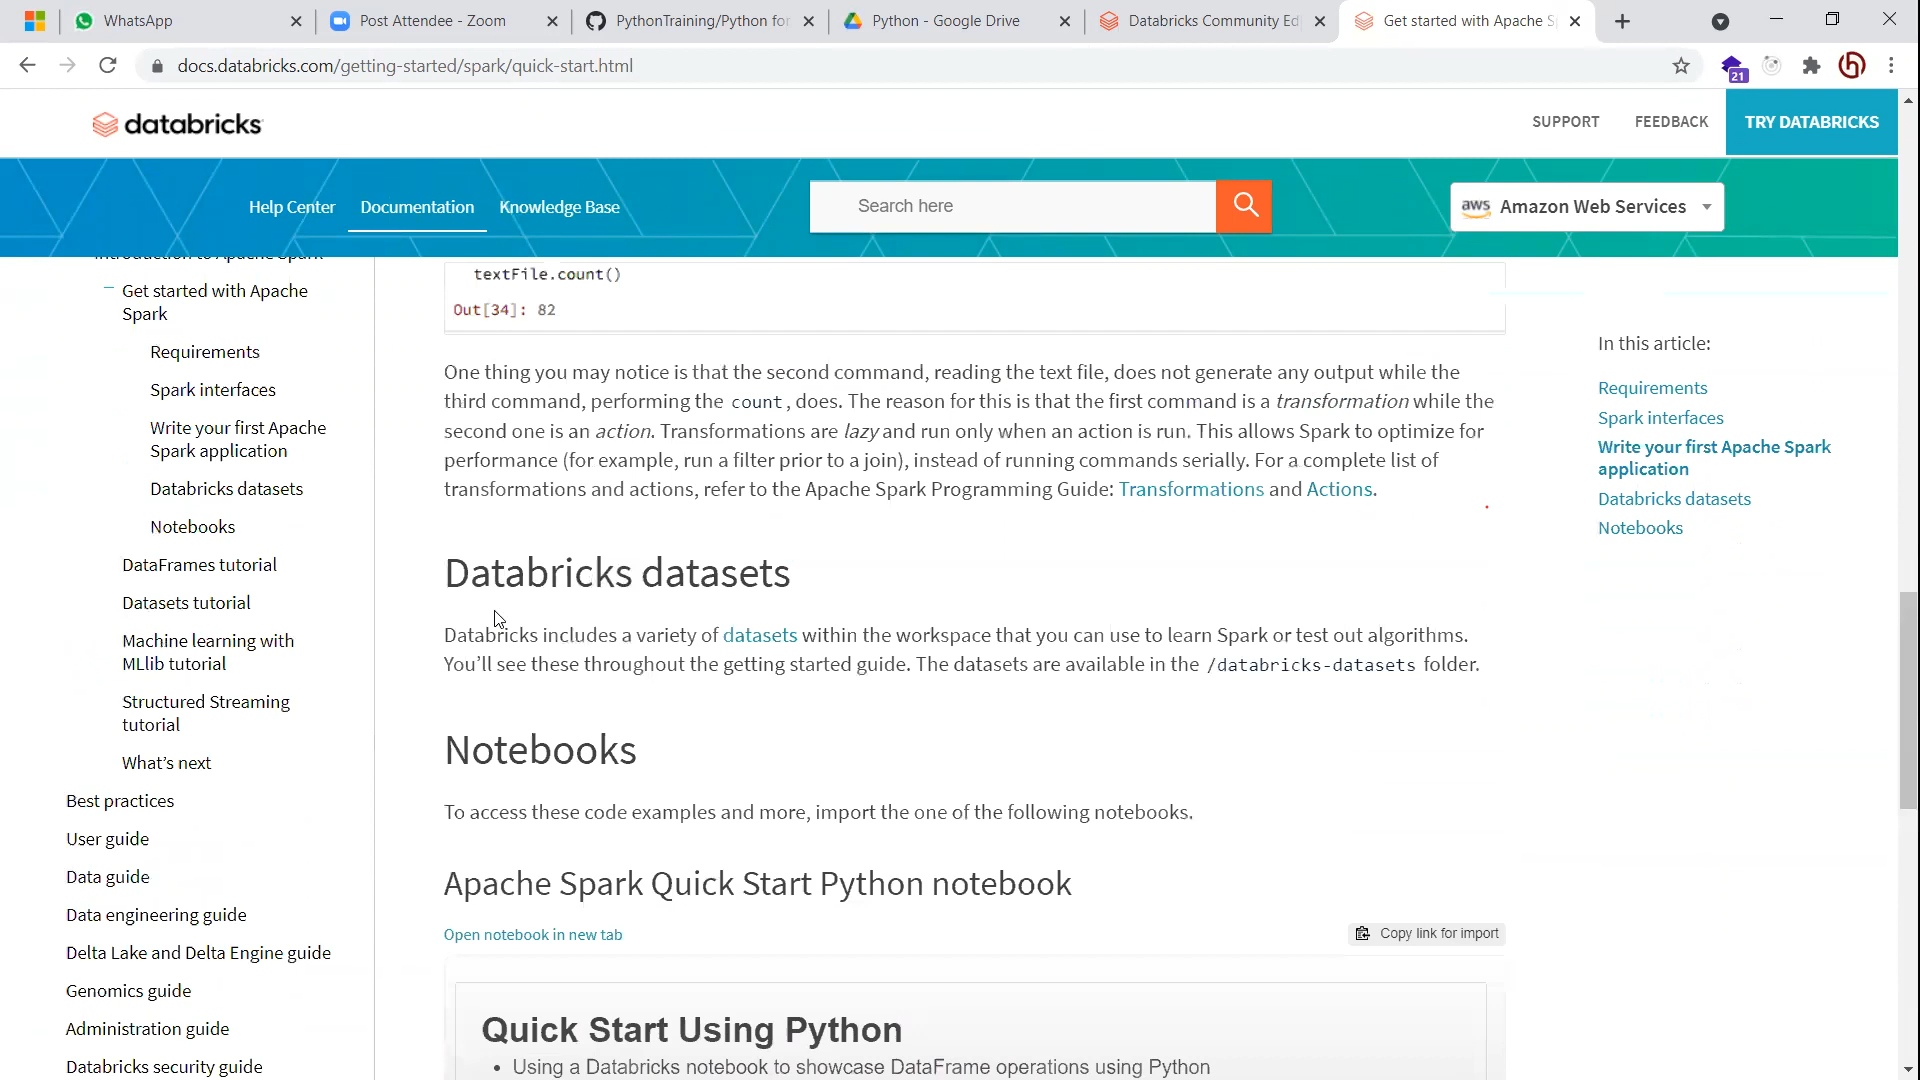 WhatsApp
Post Attendee - Zoom
PythonTraining/Python for
Python - Google Drive
Databricks Community Edi
Get started with Apache S
docs.databricks.com/getting-started/spark/quick-start.html
21
databricks
SUPPORT
FEEDBACK
TRY DATABRICKS
Help Center
Documentation
Knowledge Base
Search here
aws Amazon Web Services
Introduction to Apache Spark
Get started with Apache
Spark
Requirements
Spark interfaces
Write your first Apache
Spark application
Databricks datasets
Notebooks
DataFrames tutorial
Datasets tutorial
Machine learning with
MLlib tutorial
Structured Streaming
tutorial
What's next
Best practices
User guide
Data guide
Data engineering guide
Delta Lake and Delta Engine guide
Genomics guide
Administration guide
Databricks security guide
textFile.count()
Out[34]: 82
One thing you may notice is that the second command, reading the text file, does not generate any output while the
third command, performing the count, does. The reason for this is that the first command is a transformation while the
second one is an action. Transformations are lazy and run only when an action is run. This allows Spark to optimize for
performance (for example, run a filter prior to a join), instead of running commands serially. For a complete list of
transformations and actions, refer to the Apache Spark Programming Guide: Transformations and Actions.
Databricks datasets
Databricks includes a variety of datasets within the workspace that you can use to learn Spark or test out algorithms.
You'll see these throughout the getting started guide. The datasets are available in the /databricks-datasets folder.
Notebooks
To access these code examples and more, import the one of the following notebooks.
Apache Spark Quick Start Python notebook
Open notebook in new tab
Copy link for import
Quick Start Using Python
• Using a Databricks notebook to showcase DataFrame operations using Python
In this article:
Requirements
Spark interfaces
Write your first Apache Spark
application
Databricks datasets
Notebooks